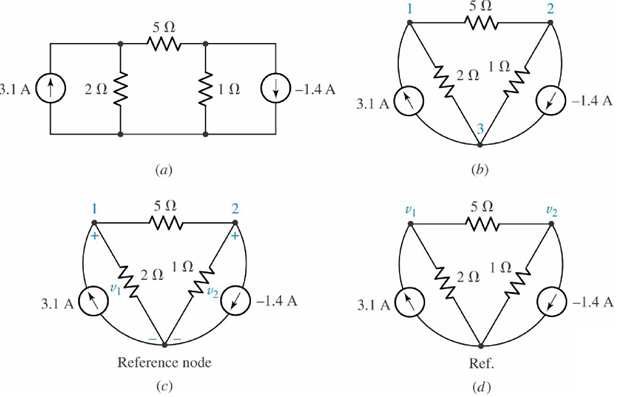 5 Ω
3.1 A
2 Ω
1 Ω
–1.4 A
(a)
1
5 Ω
2
2 Ω
1 Ω
3.1 A
–1.4 A
3
(b)
1
5 Ω
2
+
+
2 Ω
1 Ω
v1
v2
3.1 A
–1.4 A
–
–
Reference node
(c)
v1
5 Ω
v2
2 Ω
1 Ω
3.1 A
–1.4 A
Ref.
(d)